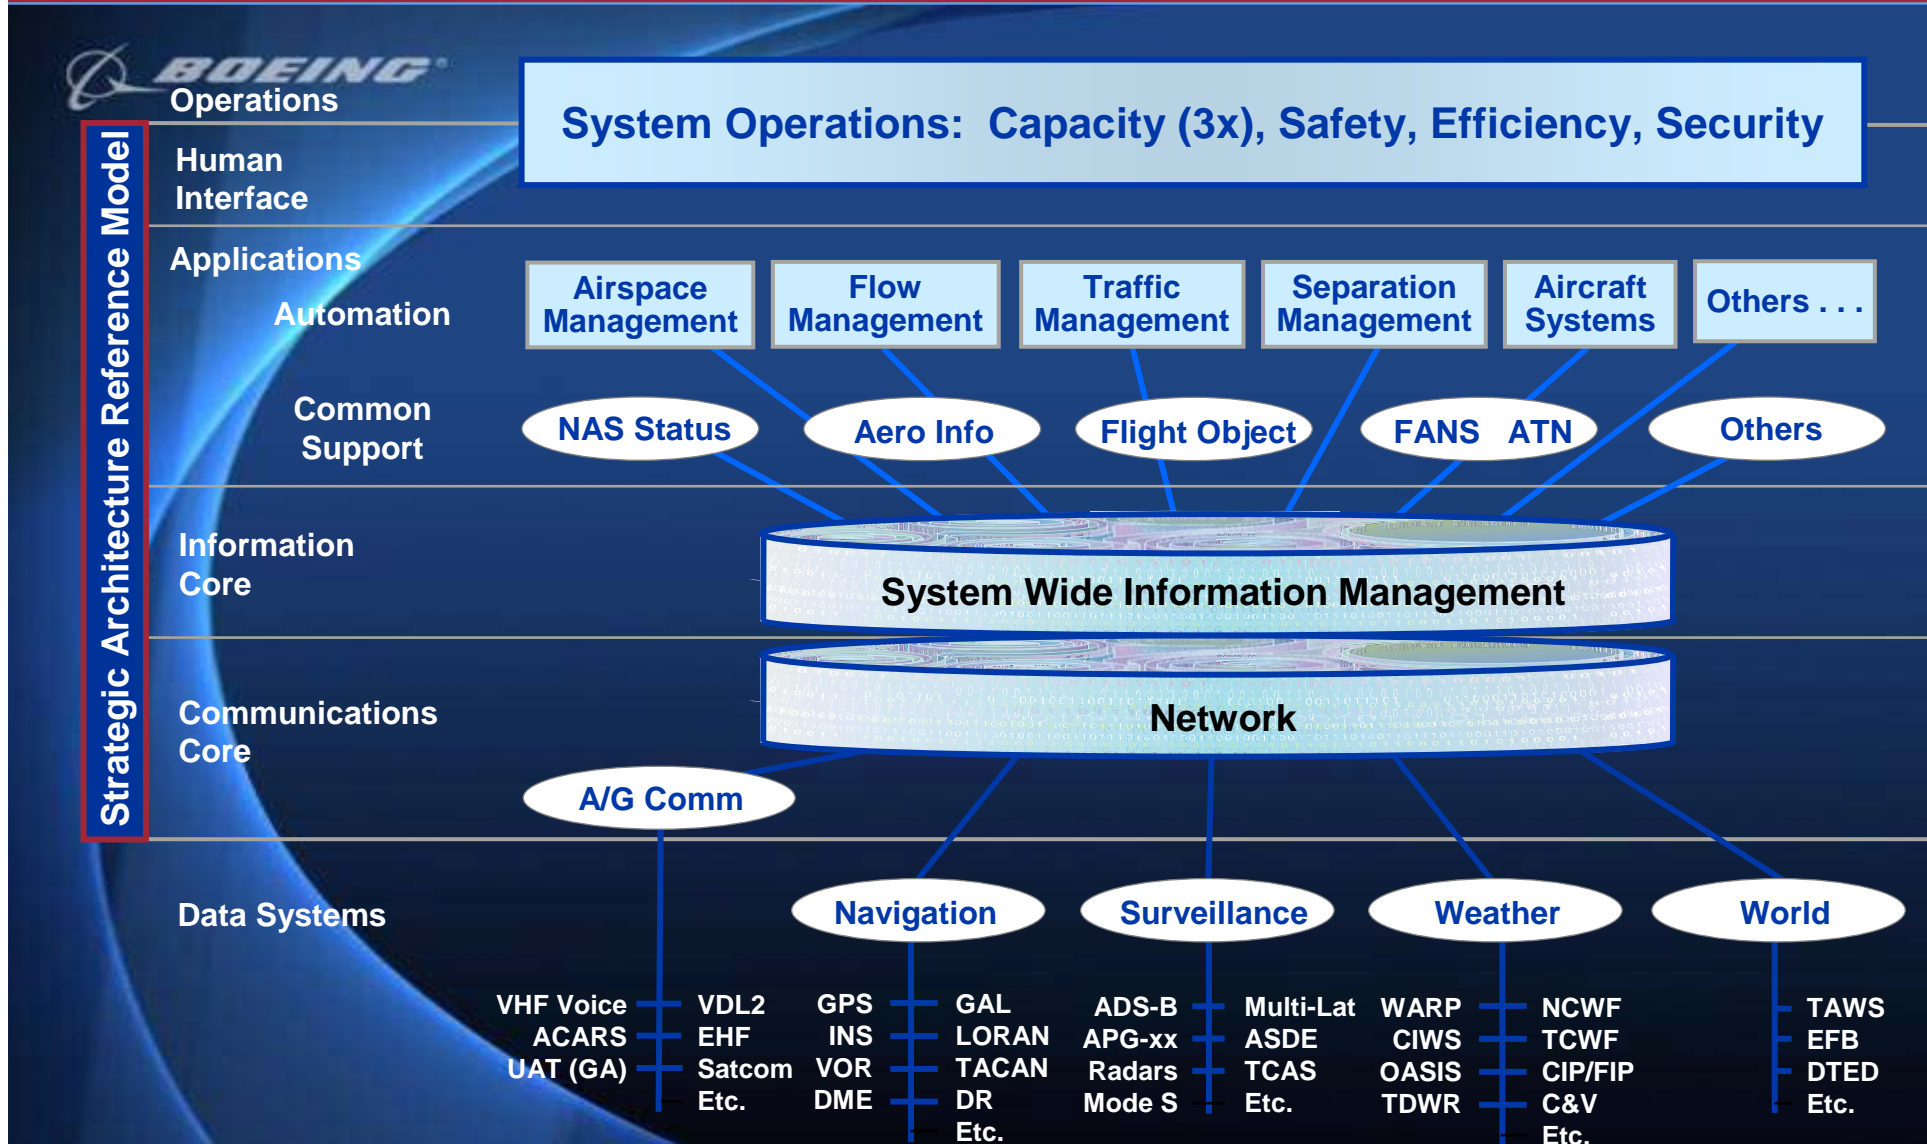 BOEING®
Operations
System Operations:  Capacity (3x), Safety, Efficiency, Security
Strategic Architecture Reference Model
Human
Interface
Applications
Automation
Airspace
Management
Flow
Management
Traffic
Management
Separation
Management
Aircraft
Systems
Others . . .
Common
Support
NAS Status
Aero Info
Flight Object
FANS   ATN
Others
Information
Core
System Wide Information Management
Communications
Core
Network
A/G Comm
Data Systems
Navigation
Surveillance
Weather
World
VHF Voice
ACARS
UAT (GA)
VDL2
EHF
Satcom
Etc.
GPS
INS
VOR
DME
GAL
LORAN
TACAN
DR
Etc.
ADS-B
APG-xx
Radars
Mode S
Multi-Lat
ASDE
TCAS
Etc.
WARP
CIWS
OASIS
TDWR
NCWF
TCWF
CIP/FIP
C&V
Etc.
TAWS
EFB
DTED
Etc.